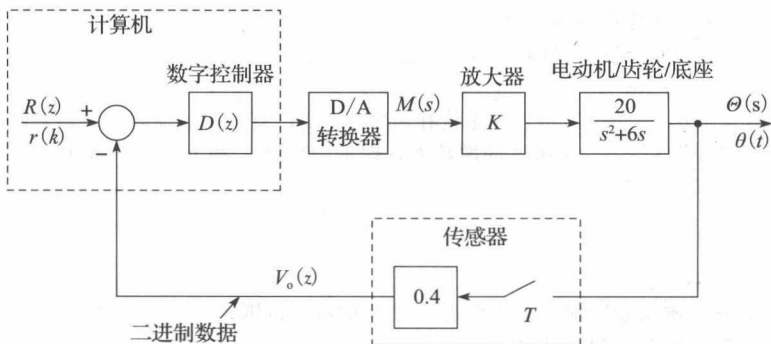 计算机
数字控制器
放大器
电动机/齿轮/底座
R(z)
r(k)
+
−
D(z)
D/A
转换器
M(s)
K
20
s²+6s
Θ(s)
θ(t)
传感器
V₀(z)
0.4
T
二进制数据